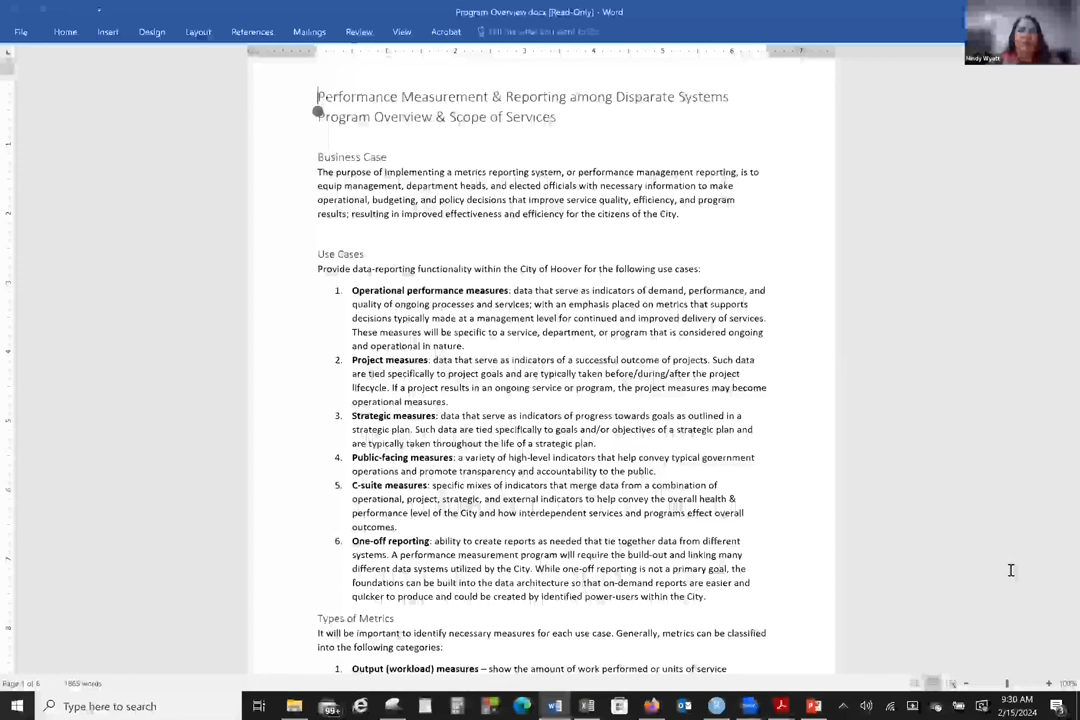 Program Overview.docx [Read-Only] - Word
File Home Insert Design Layout References Mailings Review View Acrobat Tell me what you want to do
Performance Measurement & Reporting among Disparate Systems
Program Overview & Scope of Services
Business Case
The purpose of implementing a metrics reporting system, or performance management reporting, is to
equip management, department heads, and elected officials with necessary information to make
operational, budgeting, and policy decisions that improve service quality, efficiency, and program
results; resulting in improved effectiveness and efficiency for the citizens of the City.
Use Cases
Provide data-reporting functionality within the City of Hoover for the following use cases:
1. Operational performance measures: data that serve as indicators of demand, performance, and
quality of ongoing processes and services; with an emphasis placed on metrics that supports
decisions typically made at a management level for continued and improved delivery of services.
These measures will be specific to a service, department, or program that is considered ongoing
and operational in nature.
2. Project measures: data that serve as indicators of a successful outcome of projects. Such data
are tied specifically to project goals and are typically taken before/during/after the project
lifecycle. If a project results in an ongoing service or program, the project measures may become
operational measures.
3. Strategic measures: data that serve as indicators of progress towards goals as outlined in a
strategic plan. Such data are tied specifically to goals and/or objectives of a strategic plan and
are typically taken throughout the life of a strategic plan.
4. Public-facing measures: a variety of high-level indicators that help convey typical government
operations and promote transparency and accountability to the public.
5. C-suite measures: specific mixes of indicators that merge data from a combination of
operational, project, strategic, and external indicators to help convey the overall health &
performance level of the City and how interdependent services and programs effect overall
outcomes.
6. One-off reporting: ability to create reports as needed that tie together data from different
systems. A performance measurement program will require the build-out and linking many
different data systems utilized by the City. While one-off reporting is not a primary goal, the
foundations can be built into the data architecture so that on-demand reports are easier and
quicker to produce and could be created by identified power-users within the City.
Types of Metrics
It will be important to identify necessary measures for each use case. Generally, metrics can be classified
into the following categories:
1. Output (workload) measures – show the amount of work performed or units of service
Page 1 of 6 1865 words 100%
Type here to search
99+
9:30 AM
2/15/2024